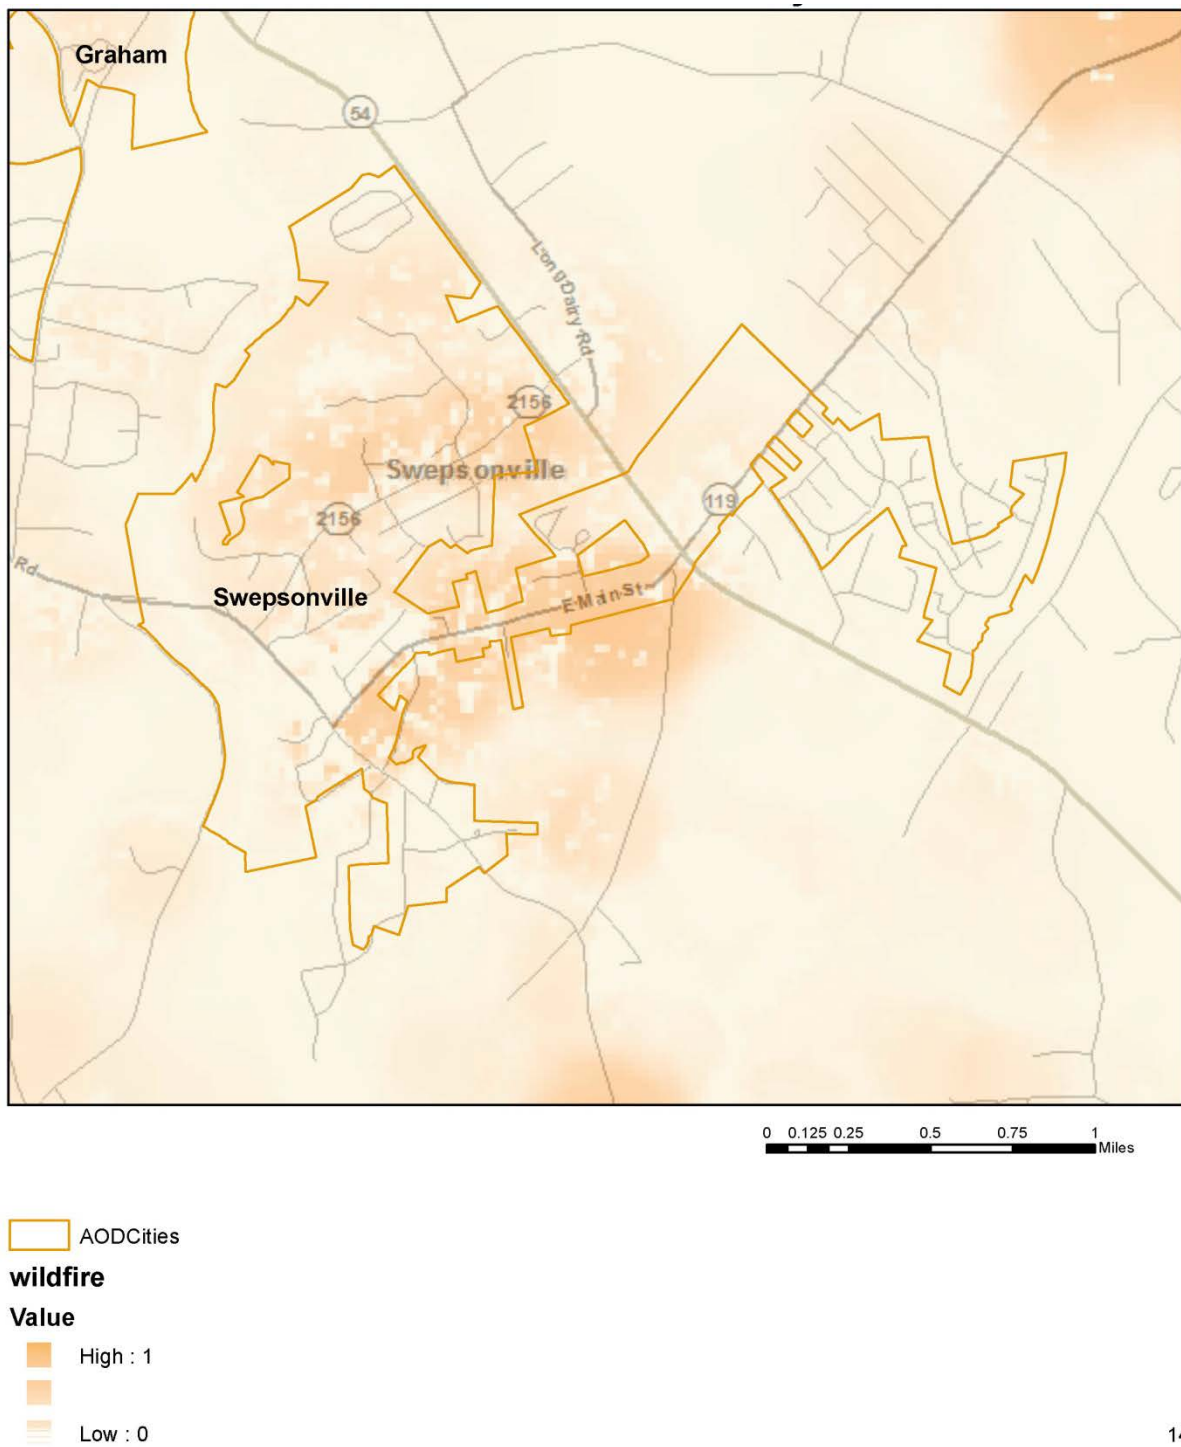 Graham
54
Long Dairy Rd
2156
Swepsonville
119
2156
Rd
Swepsonville
E Main St
0 0.125 0.25 0.5 0.75 1
Miles
AODCities
wildfire
Value
High : 1
Low : 0